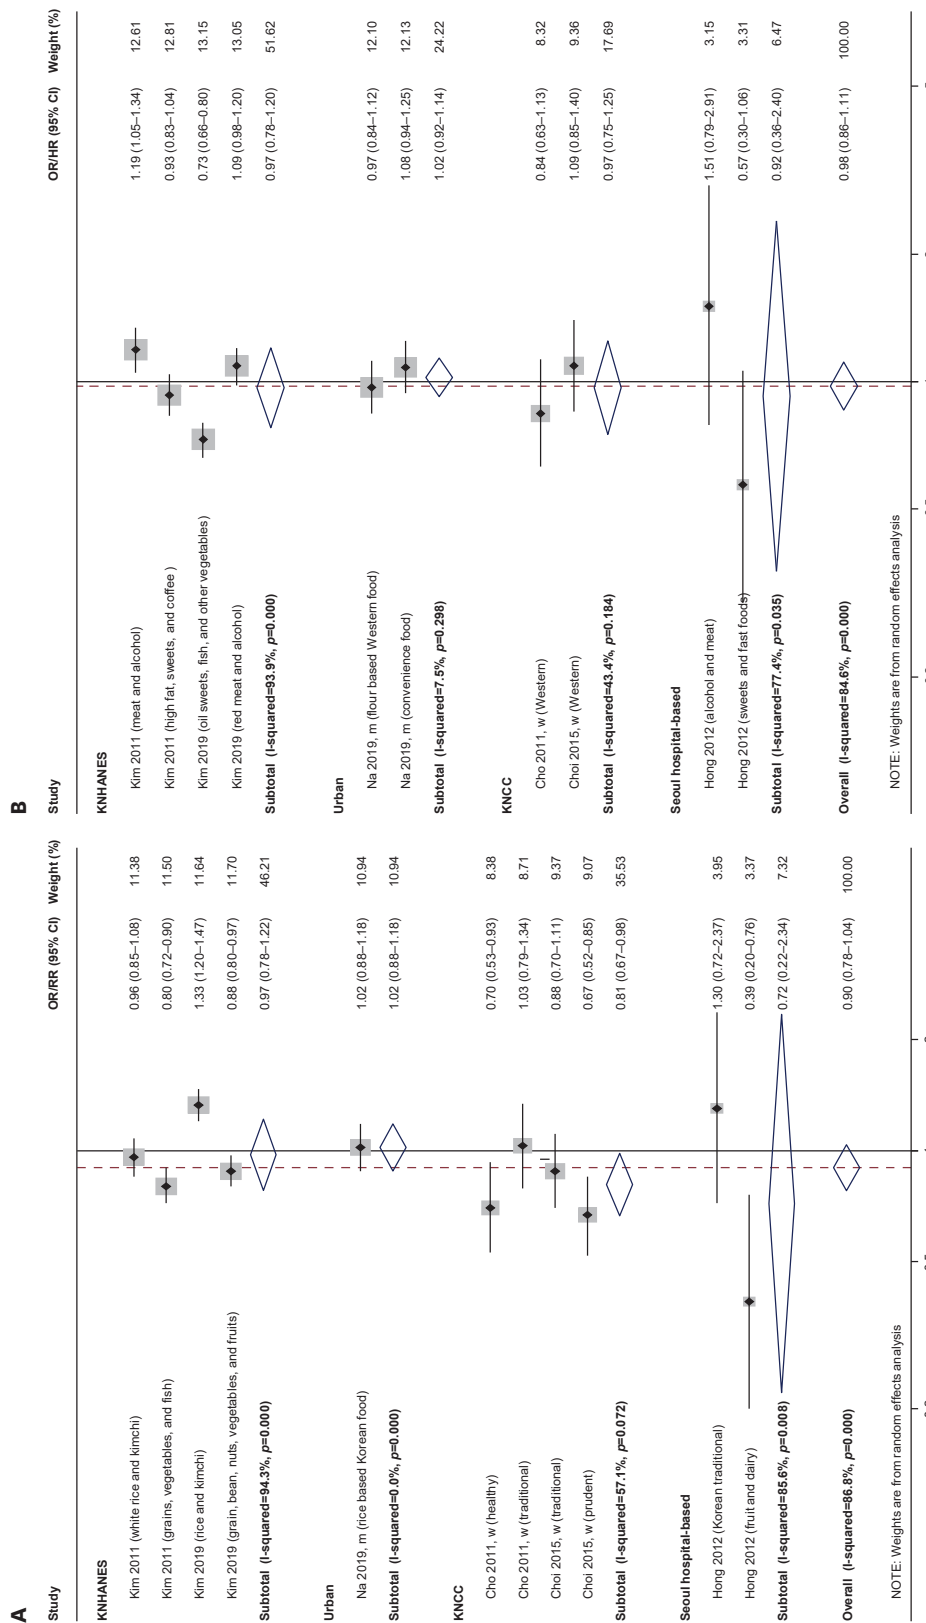 A
Study OR/RR (95% CI) Weight (%)
KNHANES
Kim 2011 (white rice and kimchi) 0.96 (0.85–1.08) 11.38
Kim 2011 (grains, vegetables, and fish) 0.80 (0.72–0.90) 11.50
Kim 2019 (rice and kimchi) 1.33 (1.20–1.47) 11.64
Kim 2019 (grain, bean, nuts, vegetables, and fruits) 0.88 (0.80–0.97) 11.70
Subtotal (I-squared=94.3%, p=0.000) 0.97 (0.78–1.22) 46.21
Urban
Na 2019, m (rice based Korean food) 1.02 (0.88–1.18) 10.94
Subtotal (I-squared=0.0%, p=0.000) 1.02 (0.88–1.18) 10.94
KNCC
Cho 2011, w (healthy) 0.70 (0.53–0.93) 8.38
Cho 2011, w (traditional) 1.03 (0.79–1.34) 8.71
Choi 2015, w (traditional) 0.88 (0.70–1.11) 9.37
Choi 2015, w (prudent) 0.67 (0.52–0.85) 9.07
Subtotal (I-squared=57.1%, p=0.072) 0.81 (0.67–0.98) 35.53
Seoul hospital-based
Hong 2012 (Korean traditional) 1.30 (0.72–2.37) 3.95
Hong 2012 (fruit and dairy) 0.39 (0.20–0.76) 3.37
Subtotal (I-squared=85.6%, p=0.008) 0.72 (0.22–2.34) 7.32
Overall (I-squared=86.8%, p=0.000) 0.90 (0.78–1.04) 100.00
NOTE: Weights are from random effects analysis
B
Study OR/HR (95% CI) Weight (%)
KNHANES
Kim 2011 (meat and alcohol) 1.19 (1.05–1.34) 12.61
Kim 2011 (high fat, sweets, and coffee ) 0.93 (0.83–1.04) 12.81
Kim 2019 (oil sweets, fish, and other vegetables) 0.73 (0.66–0.80) 13.15
Kim 2019 (red meat and alcohol) 1.09 (0.98–1.20) 13.05
Subtotal (I-squared=93.9%, p=0.000) 0.97 (0.78–1.20) 51.62
Urban
Na 2019, m (flour based Western food) 0.97 (0.84–1.12) 12.10
Na 2019, m (convenience food) 1.08 (0.94–1.25) 12.13
Subtotal (I-squared=7.5%, p=0.298) 1.02 (0.92–1.14) 24.22
KNCC
Cho 2011, w (Western) 0.84 (0.63–1.13) 8.32
Choi 2015, w (Western) 1.09 (0.85–1.40) 9.36
Subtotal (I-squared=43.4%, p=0.184) 0.97 (0.75–1.25) 17.69
Seoul hospital-based
Hong 2012 (alcohol and meat) 1.51 (0.79–2.91) 3.15
Hong 2012 (sweets and fast foods) 0.57 (0.30–1.06) 3.31
Subtotal (I-squared=77.4%, p=0.035) 0.92 (0.36–2.40) 6.47
Overall (I-squared=84.6%, p=0.000) 0.98 (0.86–1.11) 100.00
NOTE: Weights are from random effects analysis